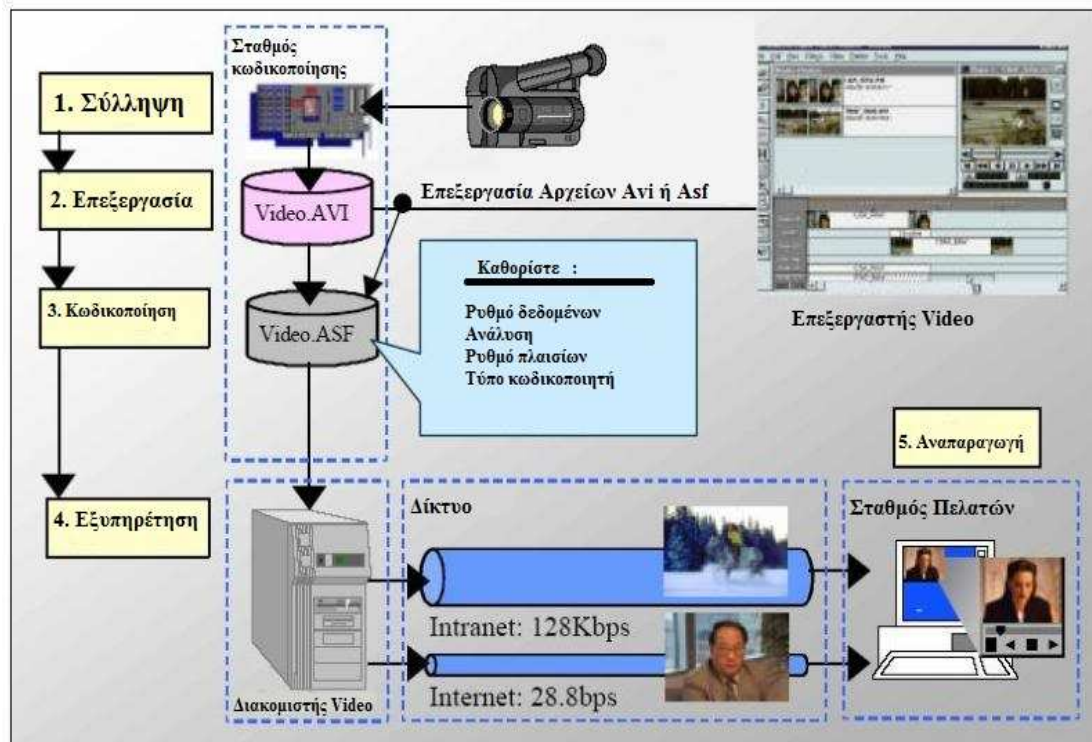 Σταθμός
κωδικοποίησης
1. Σύλληψη
2. Επεξεργασία
Video.AVI
Επεξεργασία Αρχείων Avi ή Asf
3. Κωδικοποίηση
Video.ASF
Καθορίστε :
Ρυθμό δεδομένων
Ανάλυση
Ρυθμό πλαισίων
Τύπο κωδικοποιητή
Επεξεργαστής Video
5. Αναπαραγωγή
4. Εξυπηρέτηση
Δίκτυο
Σταθμός Πελατών
Intranet: 128Kbps
Internet: 28.8bps
Διακομιστής Video